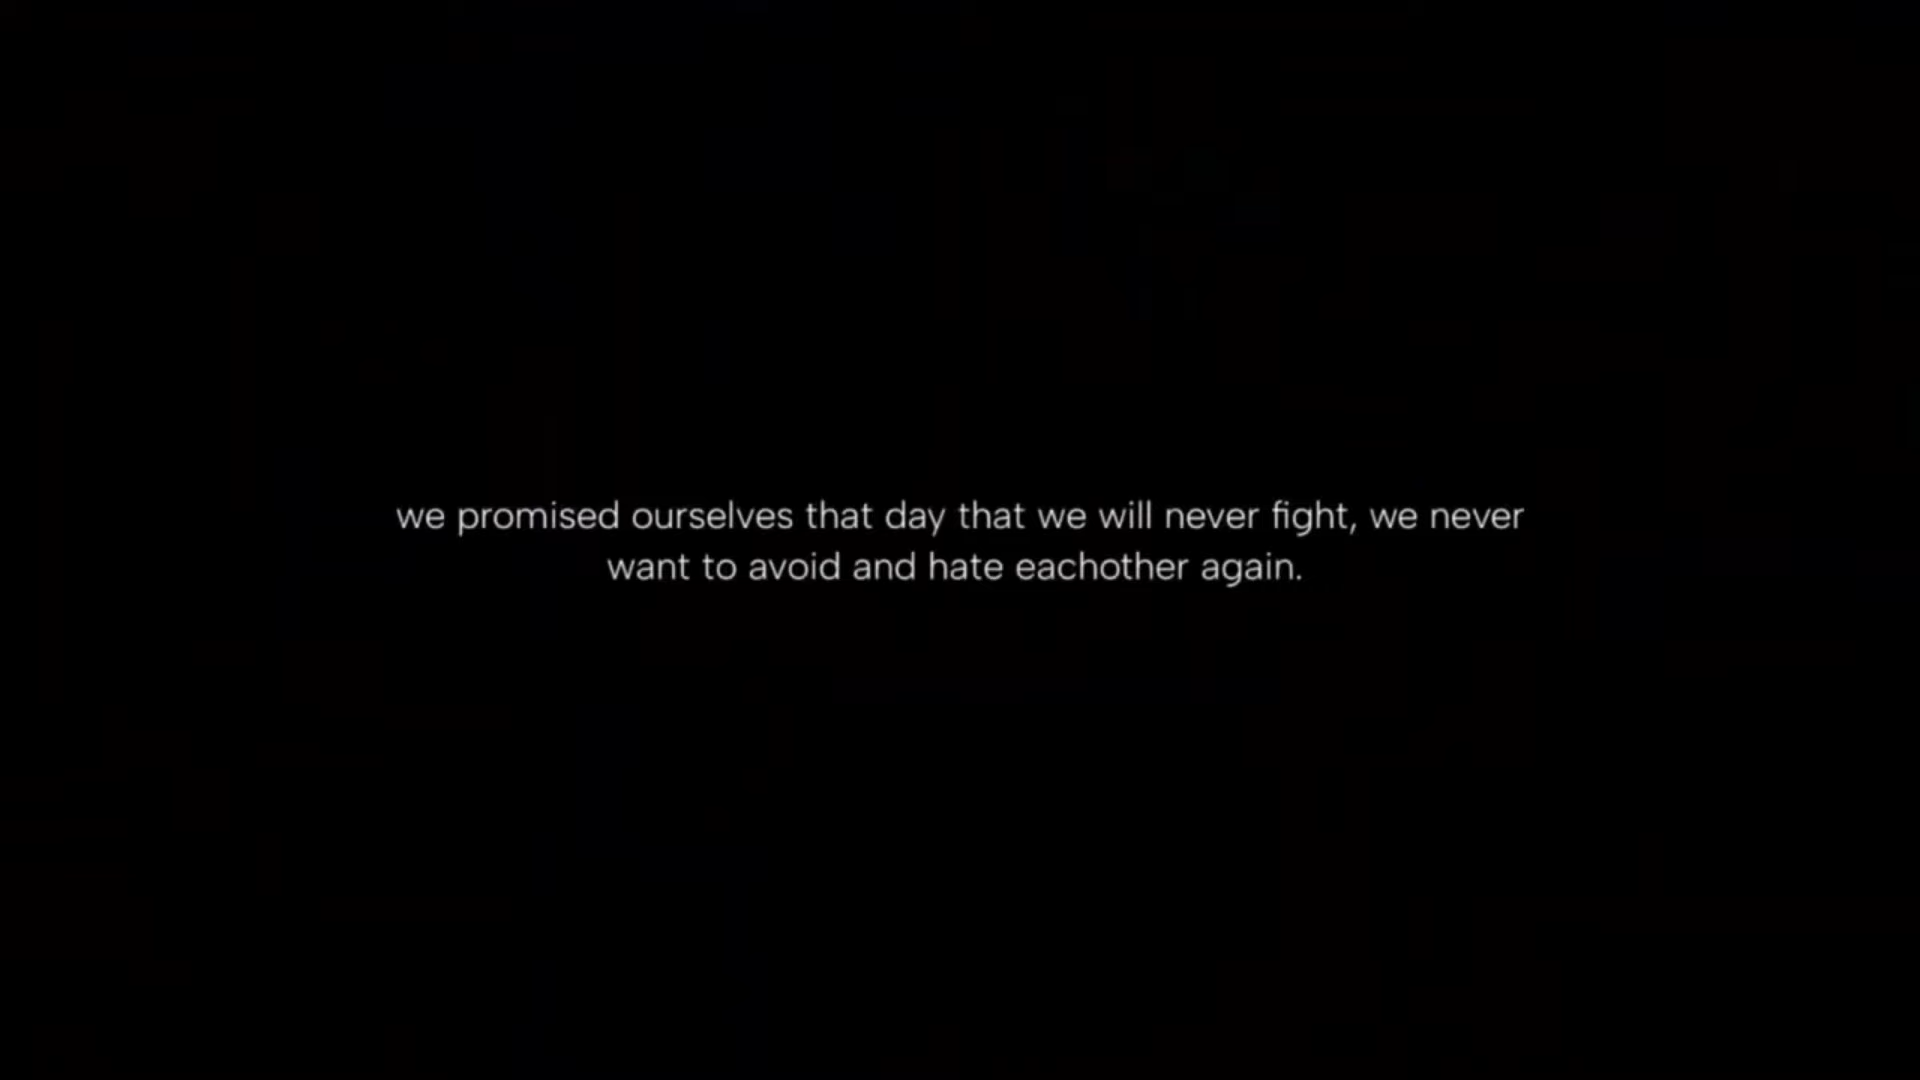 we promised ourselves that day that we will never fight, we never
want to avoid and hate eachother again.